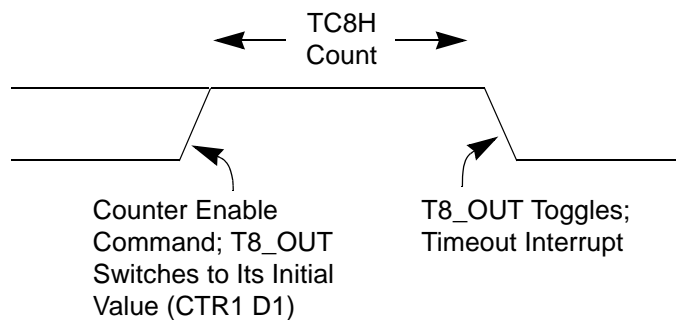 TC8H
Count
Counter Enable
Command; T8_OUT
Switches to Its Initial
Value (CTR1 D1)
T8_OUT Toggles;
Timeout Interrupt